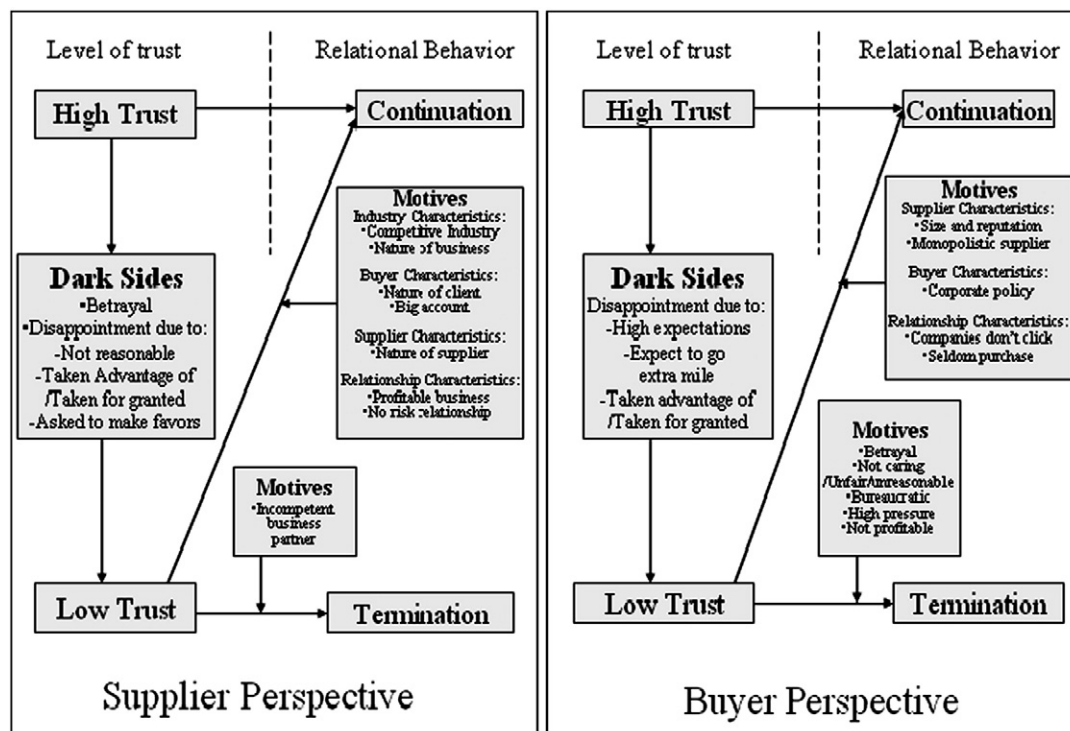 Level of trust
Relational Behavior
High Trust
Continuation
Motives
Industry Characteristics:
•Competitive Industry
•Nature of business
Buyer Characteristics:
•Nature of client
•Big account
Supplier Characteristics:
•Nature of supplier
Relationship Characteristics:
•Profitable business
•No risk relationship
Dark Sides
•Betrayal
•Disappointment due to:
-Not reasonable
-Taken Advantage of
/Taken for granted
-Asked to make favors
Motives
•Incompetent
business
partner
Low Trust
Termination
Supplier Perspective
Level of trust
Relational Behavior
High Trust
Continuation
Motives
Supplier Characteristics:
•Size and reputation
•Monopolistic supplier
Buyer Characteristics:
•Corporate policy
Relationship Characteristics:
•Companies don't click
•Seldom purchase
Dark Sides
Disappointment due to:
-High expectations
-Expect to go
extra mile
-Taken advantage of
/Taken for granted
Motives
•Betrayal
•Not caring
/Unfair/unreasonable
•Bureaucratic
•High pressure
•Not profitable
Low Trust
Termination
Buyer Perspective